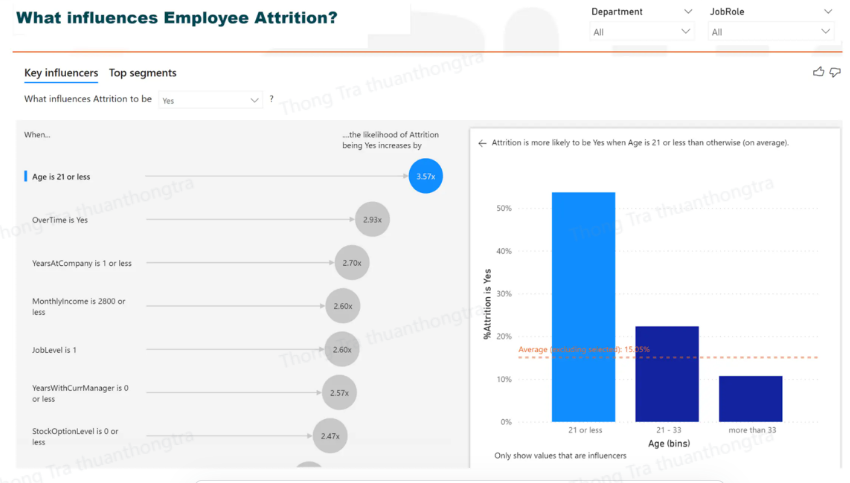 What influences Employee Attrition?
Department
JobRole
All
All
Key influencers Top segments
What influences Attrition to be Yes ?
When...
...the likelihood of Attrition
being Yes increases by
Age is 21 or less
3.57x
OverTime is Yes
2.93x
YearsAtCompany is 1 or less
2.70x
MonthlyIncome is 2800 or
less
2.60x
JobLevel is 1
2.60x
YearsWithCurrManager is 0
or less
2.57x
StockOptionLevel is 0 or
less
2.47x
Attrition is more likely to be Yes when Age is 21 or less than otherwise (on average).
%Attrition is Yes
50%
40%
30%
20%
Average (excluding selected): 15.05%
10%
0%
21 or less
21 - 33
more than 33
Age (bins)
Only show values that are influencers
Thong Tra thuanthongtra